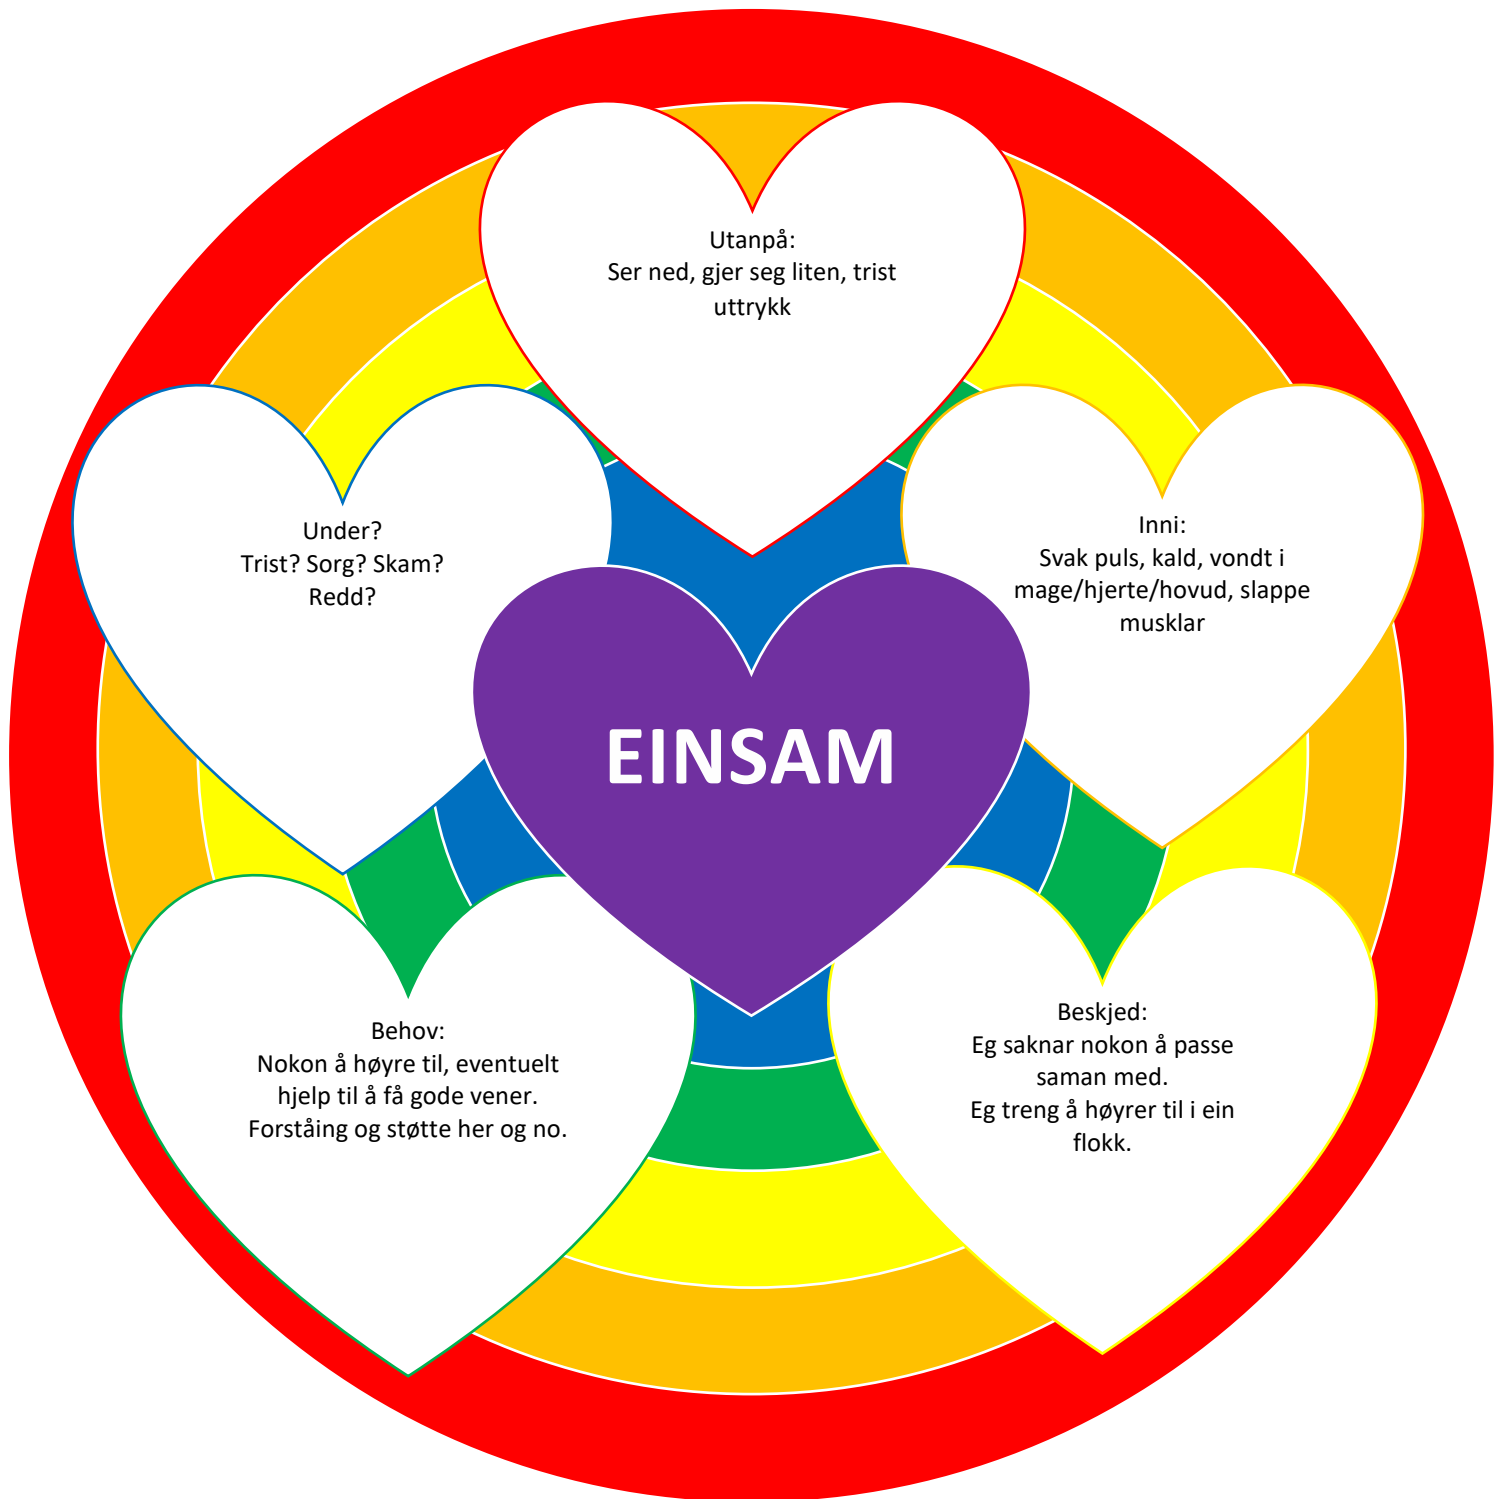 Utanpå:
Ser ned, gjer seg liten, trist
uttrykk
Under?
Trist? Sorg? Skam?
Redd?
Inni:
Svak puls, kald, vondt i
mage/hjerte/hovud, slappe
musklar
EINSAM
Behov:
Nokon å høyre til, eventuelt
hjelp til å få gode vener.
Forståing og støtte her og no.
Beskjed:
Eg saknar nokon å passe
saman med.
Eg treng å høyrer til i ein
flokk.